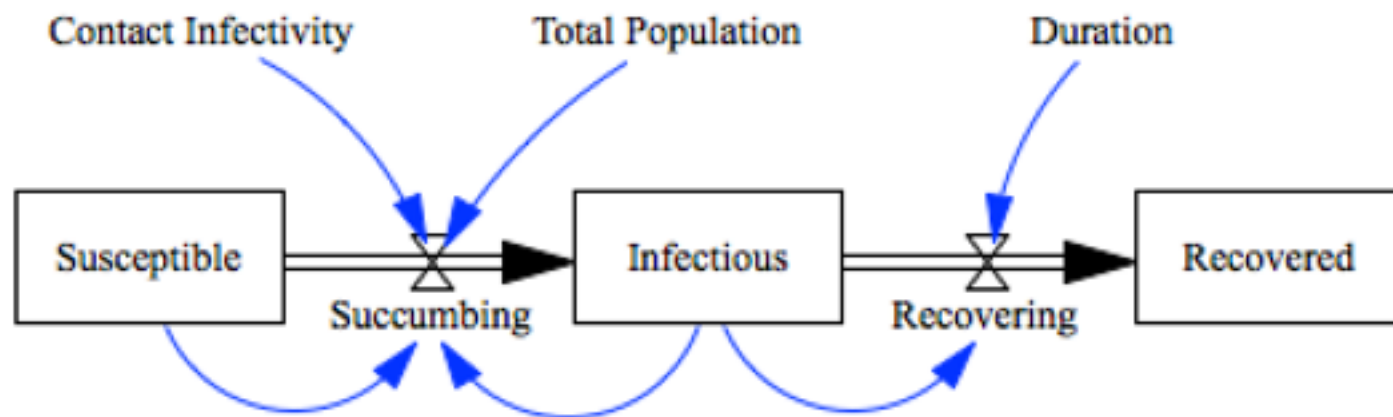 Contact Infectivity
Total Population
Duration
Susceptible
Infectious
Recovered
Succumbing
Recovering